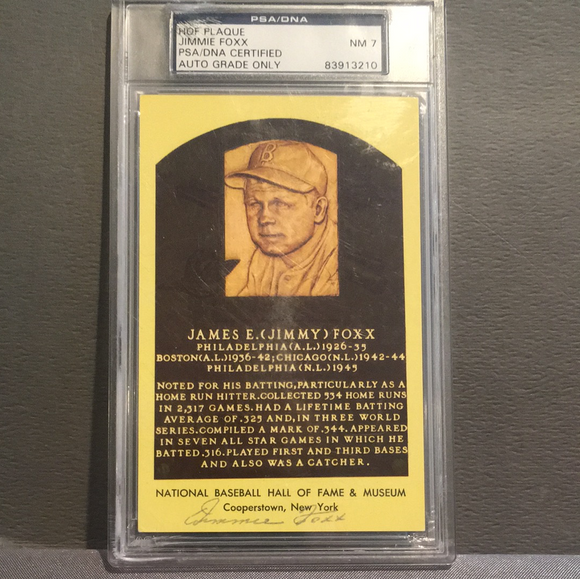 PSA/DNA
HOF PLAQUE
JIMMIE FOXX
NM 7
PSA/DNA CERTIFIED
AUTO GRADE ONLY
83913210
B
JAMES E.(JIMMY) FOXX
PHILADELPHIA(A.L.)1926-35
BOSTON(A.L.)1936-42;CHICAGO(N.L.)1942-44
PHILADELPHIA(N.L.)1945
NOTED FOR HIS BATTING,PARTICULARLY AS A
HOME RUN HITTER.COLLECTED 534 HOME RUNS
IN 2,317 GAMES.HAD A LIFETIME BATTING
AVERAGE OF .325 AND, IN THREE WORLD
SERIES.COMPILED A MARK OF .344. APPEARED
IN SEVEN ALL STAR GAMES IN WHICH HE
BATTED .316. PLAYED FIRST AND THIRD BASES
AND ALSO WAS A CATCHER.
NATIONAL BASEBALL HALL OF FAME & MUSEUM
Cooperstown, New York
Jimmie Foxx